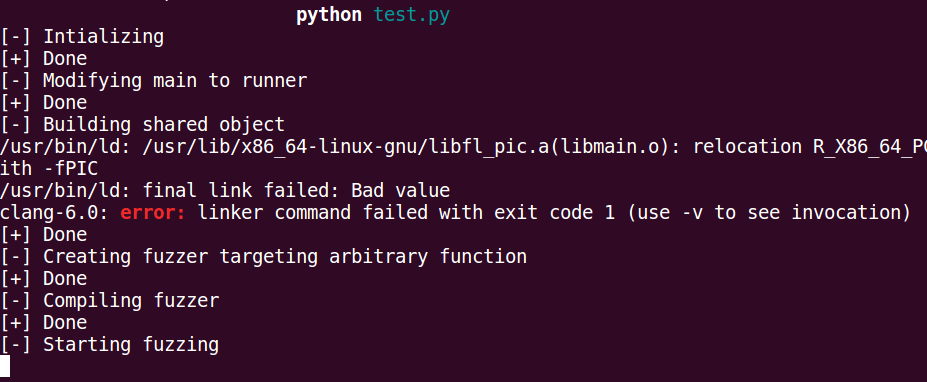 python test.py
[-] Intializing
[+] Done
[-] Modifying main to runner
[+] Done
[-] Building shared object
/usr/bin/ld: /usr/lib/x86_64-linux-gnu/libfl_pic.a(libmain.o): relocation R_X86_64_PC
ith -fPIC
/usr/bin/ld: final link failed: Bad value
clang-6.0: error: linker command failed with exit code 1 (use -v to see invocation)
[+] Done
[-] Creating fuzzer targeting arbitrary function
[+] Done
[-] Compiling fuzzer
[+] Done
[-] Starting fuzzing